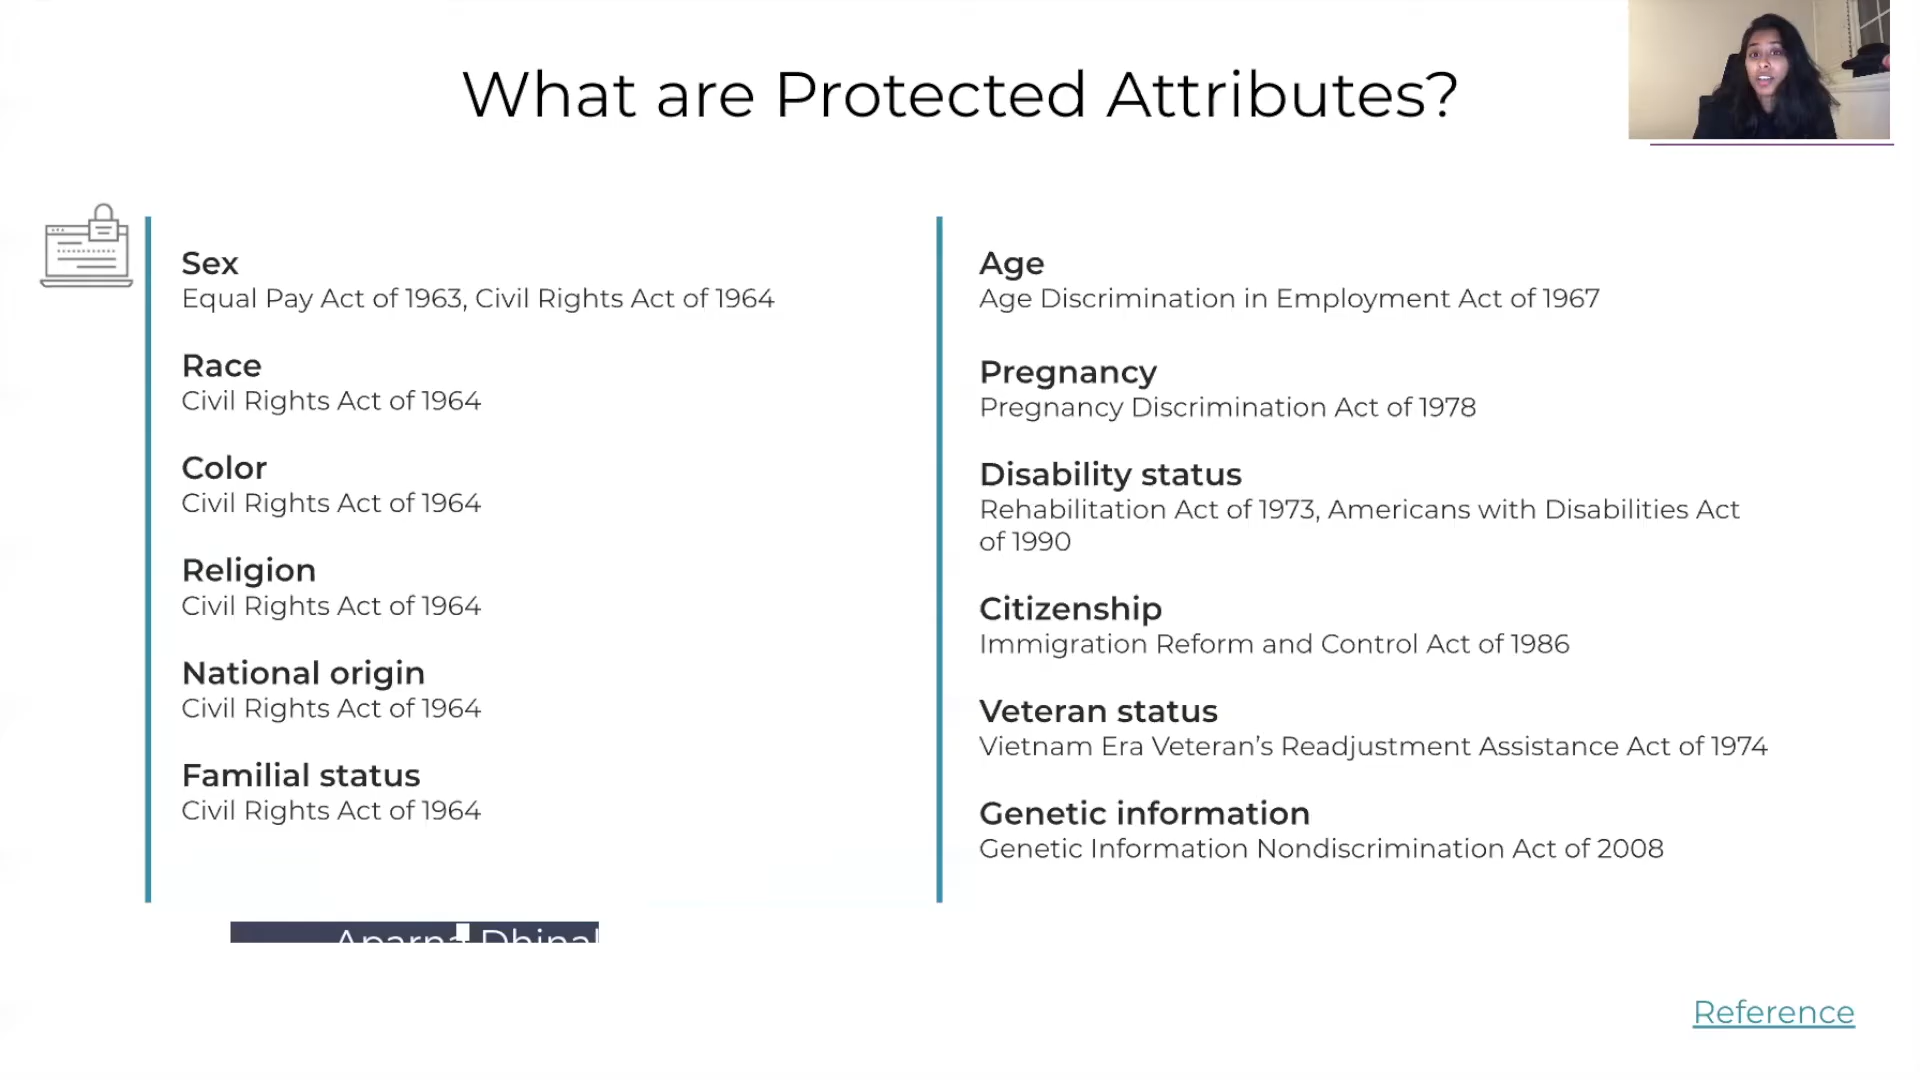 What are Protected Attributes?
Sex
Equal Pay Act of 1963, Civil Rights Act of 1964
Race
Civil Rights Act of 1964
Color
Civil Rights Act of 1964
Religion
Civil Rights Act of 1964
National origin
Civil Rights Act of 1964
Familial status
Civil Rights Act of 1964
Age
Age Discrimination in Employment Act of 1967
Pregnancy
Pregnancy Discrimination Act of 1978
Disability status
Rehabilitation Act of 1973, Americans with Disabilities Act
of 1990
Citizenship
Immigration Reform and Control Act of 1986
Veteran status
Vietnam Era Veteran’s Readjustment Assistance Act of 1974
Genetic information
Genetic Information Nondiscrimination Act of 2008
Aparna
Reference